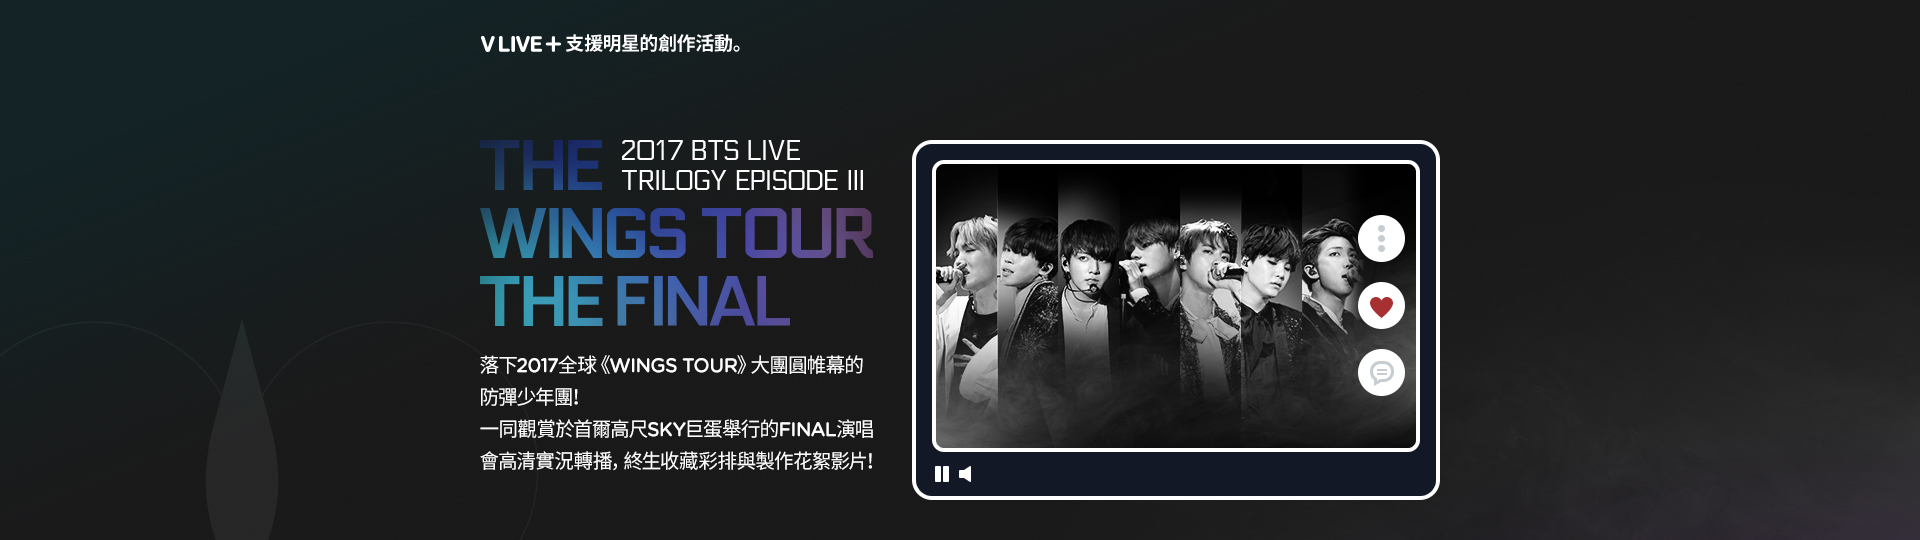 V LIVE+ 支援明星的創作活動。
THE
2017 BTS LIVE
TRILOGY EPISODE III
WINGS TOUR
THE FINAL
落下2017全球《WINGS TOUR》大團圓帷幕的
防彈少年團!
一同觀賞於首爾高尺SKY巨蛋舉行的FINAL演唱
會高清實況轉播, 終生收藏彩排與製作花絮影片!